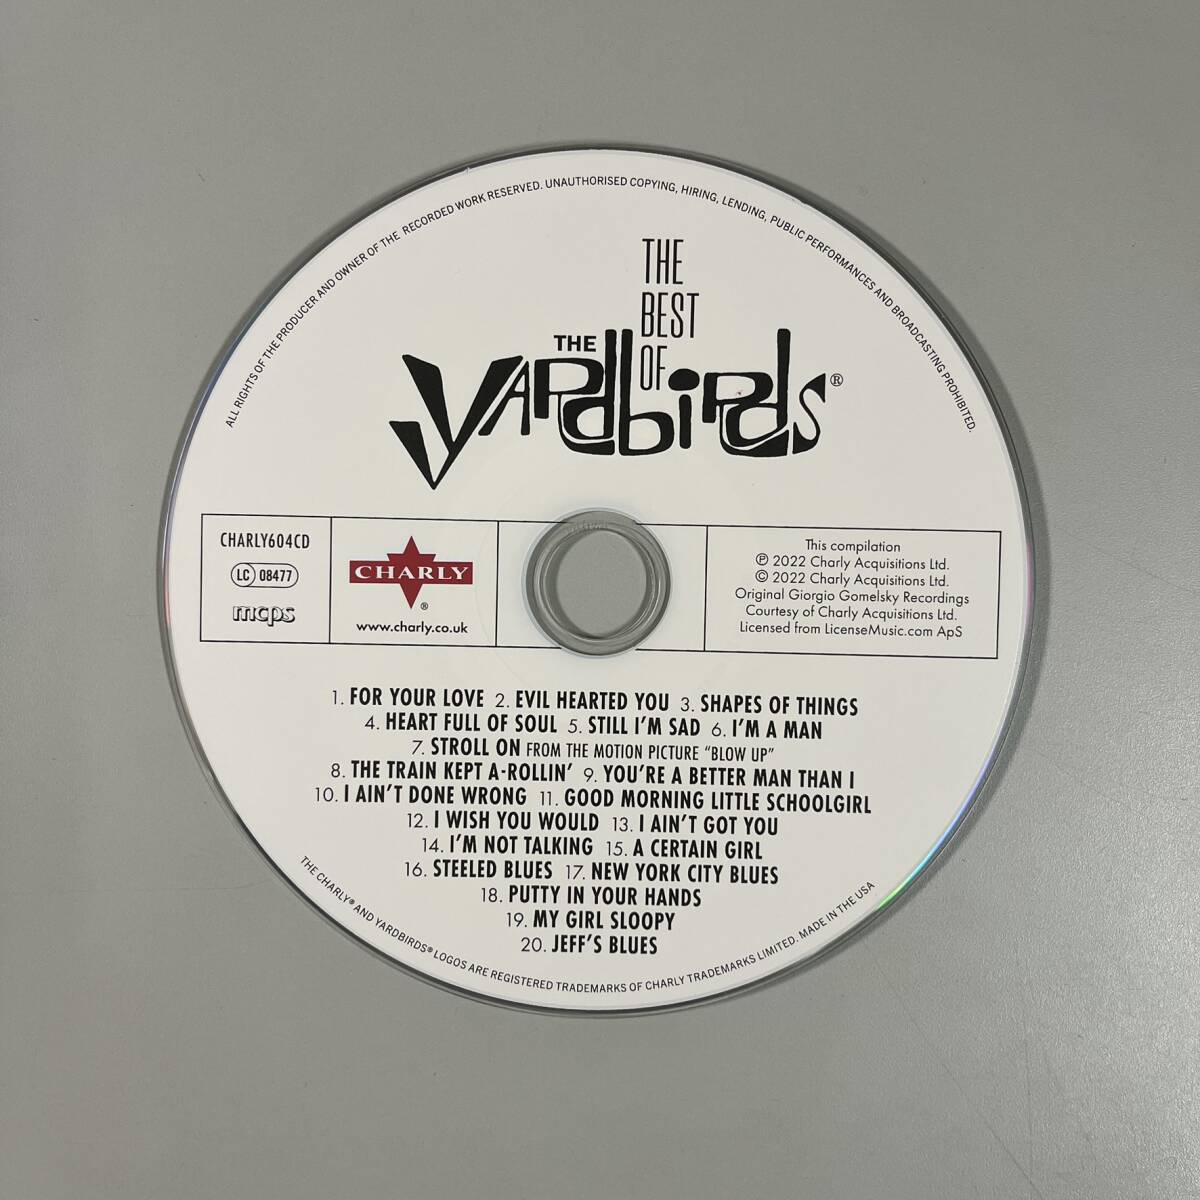 ALL RIGHTS OF THE PRODUCER AND OWNER OF THE RECORDED WORK RESERVED. UNAUTHORISED COPYING, HIRING, LENDING, PUBLIC PERFORMANCES AND BROADCASTING PROHIBITED.
THE
BEST
OF
THE
YARDbiRds®
CHARLY604CD
LC 08477
mcps
CHARLY
®
www.charly.co.uk
This compilation
℗ 2022 Charly Acquisitions Ltd.
© 2022 Charly Acquisitions Ltd.
Original Giorgio Gomelsky Recordings
Courtesy of Charly Acquisitions Ltd.
Licensed from LicenseMusic.com ApS
1. FOR YOUR LOVE 2. EVIL HEARTED YOU 3. SHAPES OF THINGS
4. HEART FULL OF SOUL 5. STILL I'M SAD 6. I'M A MAN
7. STROLL ON FROM THE MOTION PICTURE "BLOW UP"
8. THE TRAIN KEPT A-ROLLIN' 9. YOU'RE A BETTER MAN THAN I
10. I AIN'T DONE WRONG 11. GOOD MORNING LITTLE SCHOOLGIRL
12. I WISH YOU WOULD 13. I AIN'T GOT YOU
14. I'M NOT TALKING 15. A CERTAIN GIRL
16. STEELED BLUES 17. NEW YORK CITY BLUES
18. PUTTY IN YOUR HANDS
19. MY GIRL SLOOPY
20. JEFF'S BLUES
THE CHARLY® AND YARDBIRDS® LOGOS ARE REGISTERED TRADEMARKS OF CHARLY TRADEMARKS LIMITED. MADE IN THE USA